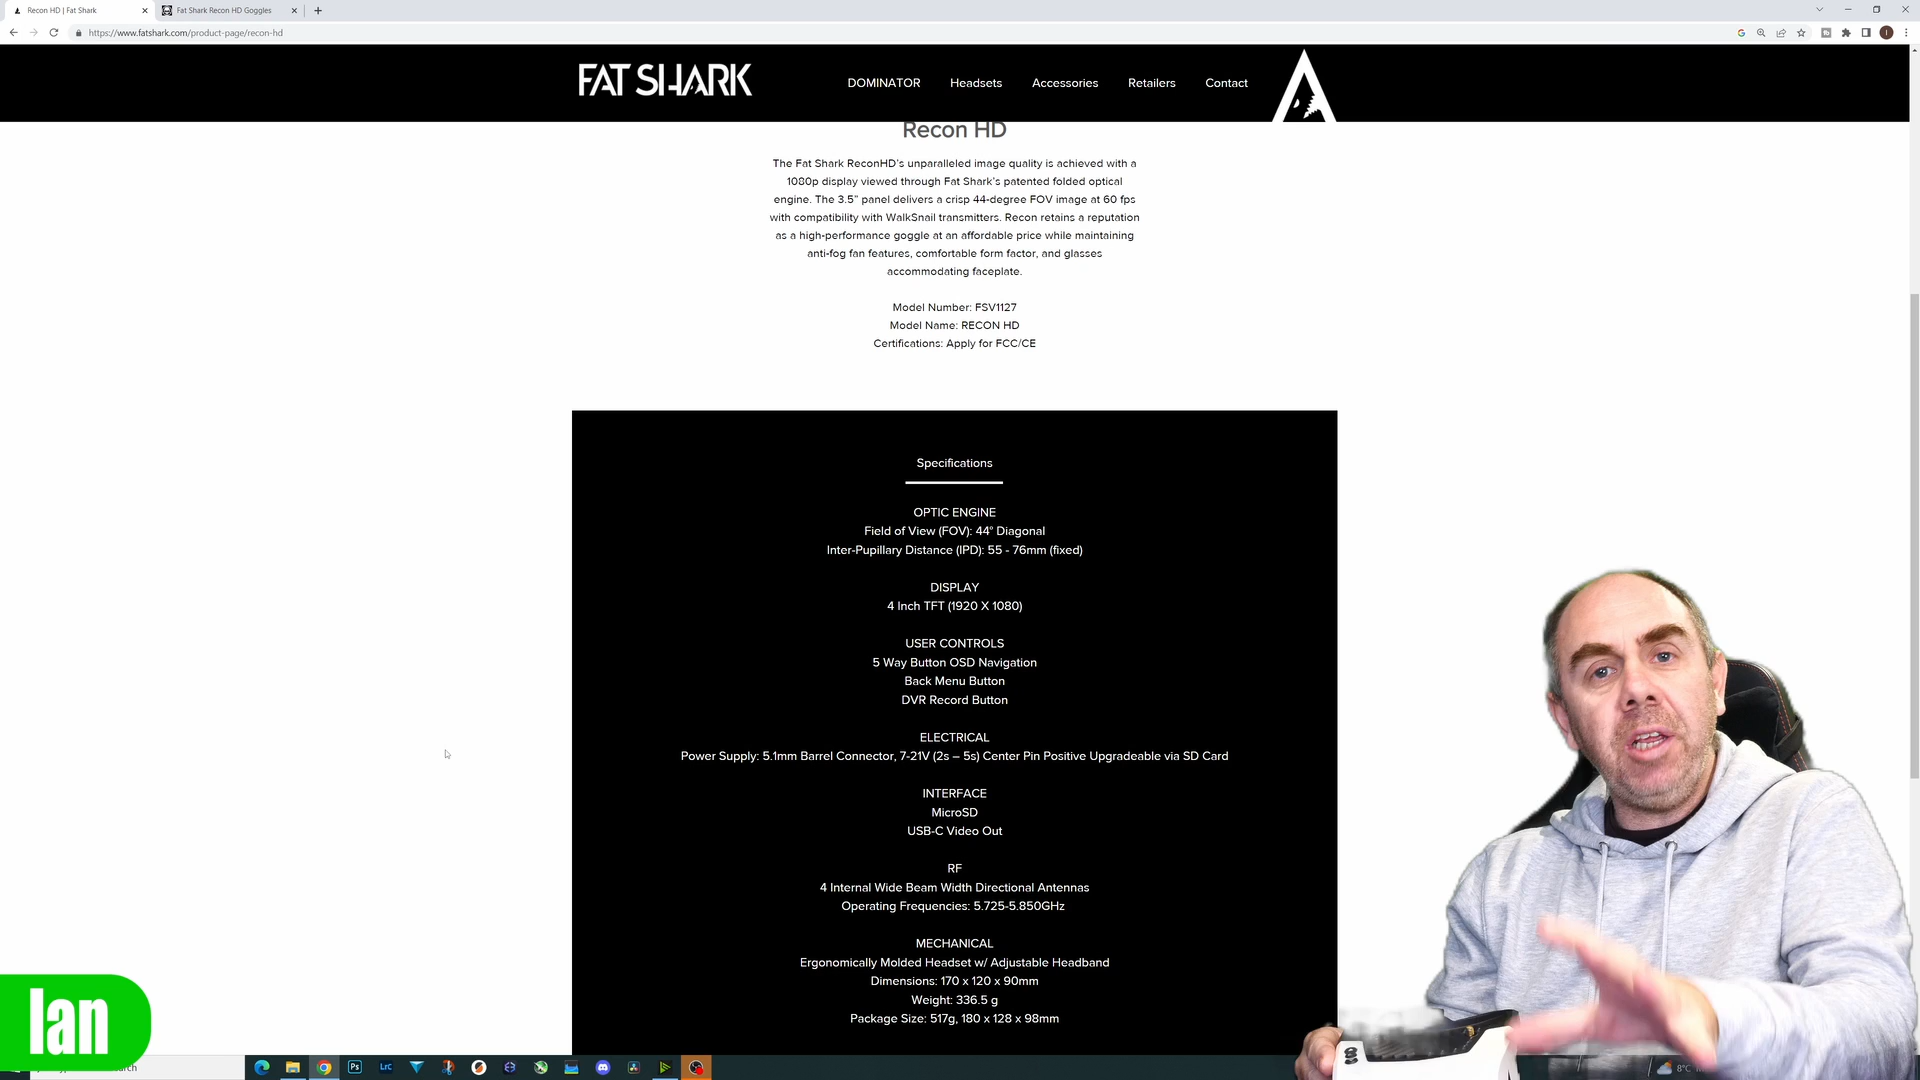 Recon HD | Fat Shark
Fat Shark Recon HD Goggles
https://www.fatshark.com/product-page/recon-hd
FAT SHARK
DOMINATOR
Headsets
Accessories
Retailers
Contact
Recon HD
The Fat Shark ReconHD's unparalleled image quality is achieved with a
1080p display viewed through Fat Shark's patented folded optical
engine. The 3.5" panel delivers a crisp 44-degree FOV image at 60 fps
with compatibility with WalkSnail transmitters. Recon retains a reputation
as a high-performance goggle at an affordable price while maintaining
anti-fog fan features, comfortable form factor, and glasses
accommodating faceplate.
Model Number: FSV1127
Model Name: RECON HD
Certifications: Apply for FCC/CE
Specifications
OPTIC ENGINE
Field of View (FOV): 44° Diagonal
Inter-Pupillary Distance (IPD): 55 - 76mm (fixed)
DISPLAY
4 Inch TFT (1920 X 1080)
USER CONTROLS
5 Way Button OSD Navigation
Back Menu Button
DVR Record Button
ELECTRICAL
Power Supply: 5.1mm Barrel Connector, 7-21V (2s – 5s) Center Pin Positive Upgradeable via SD Card
INTERFACE
MicroSD
USB-C Video Out
RF
4 Internal Wide Beam Width Directional Antennas
Operating Frequencies: 5.725-5.850GHz
MECHANICAL
Ergonomically Molded Headset w/ Adjustable Headband
Dimensions: 170 x 120 x 90mm
Weight: 336.5 g
Package Size: 517g, 180 x 128 x 98mm
Ian
Ps
Lrc
8°C